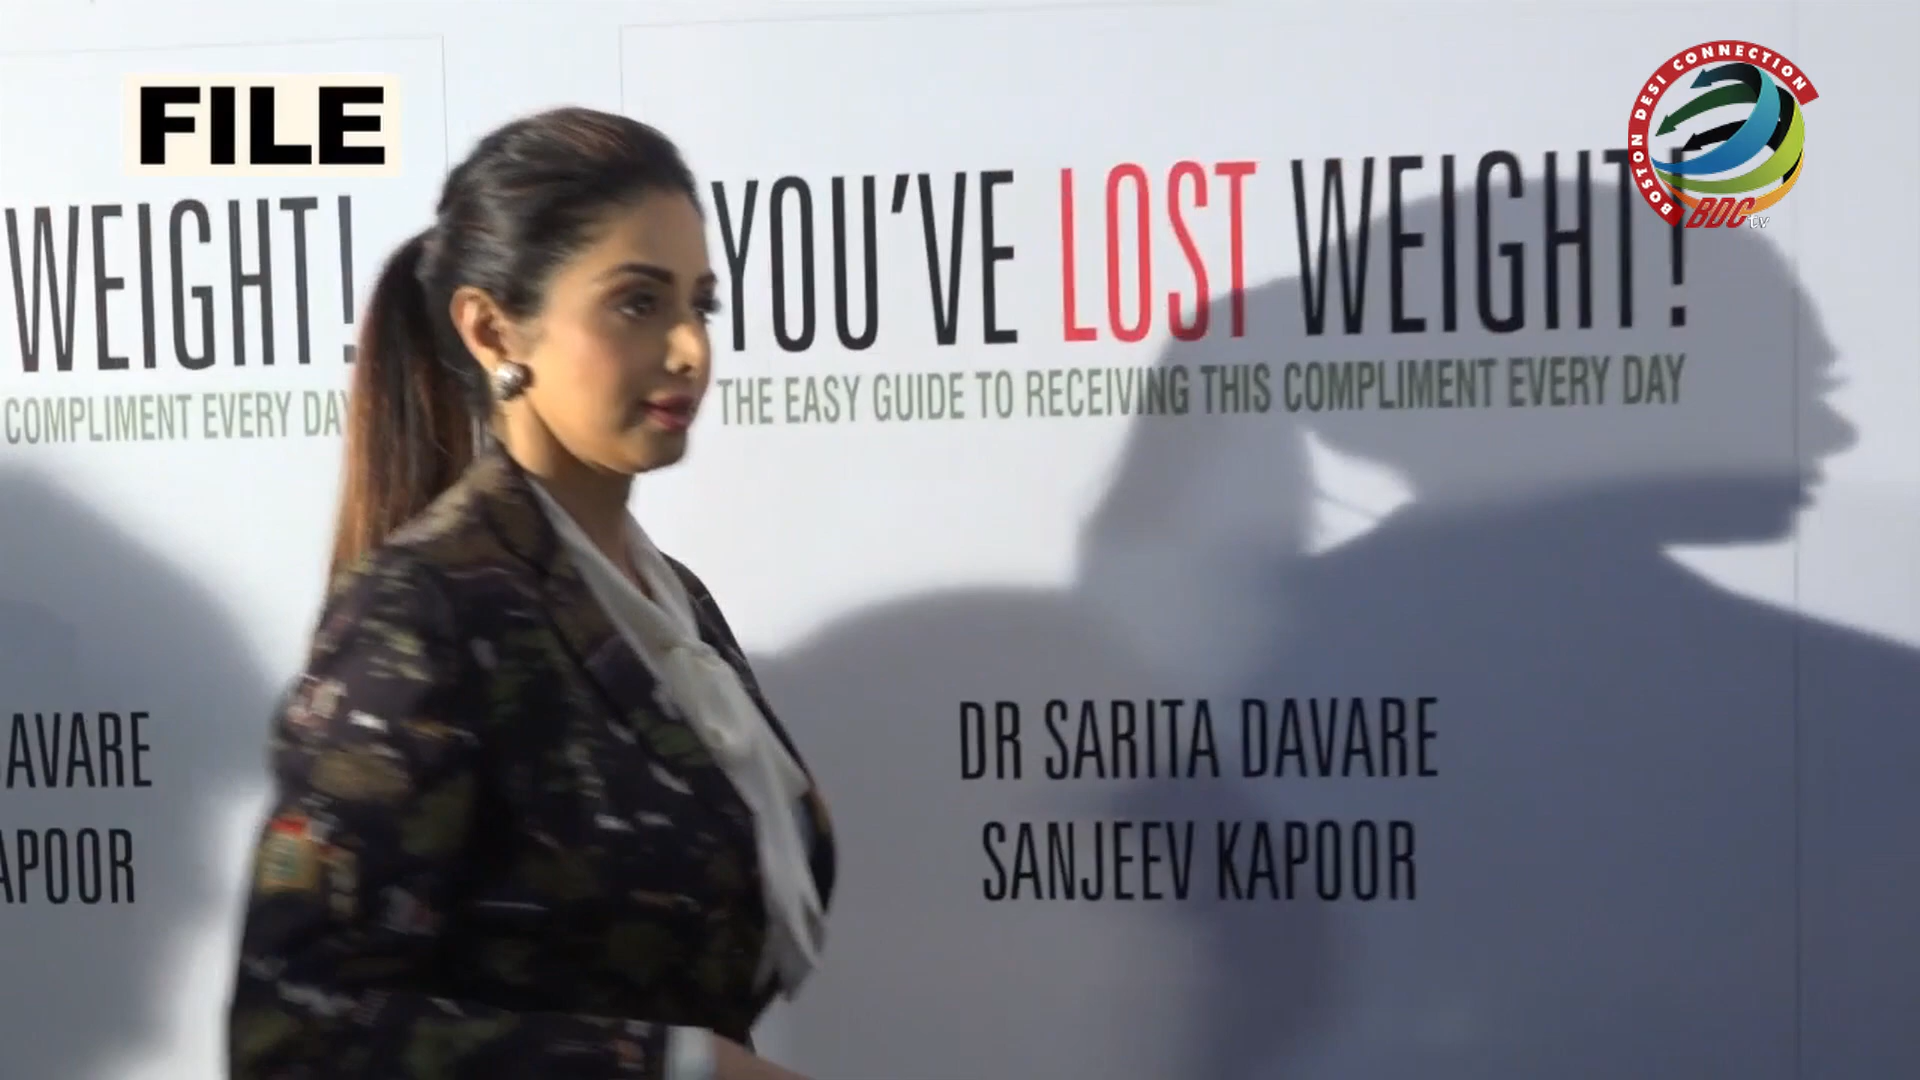 FILE
BOSTON DESI CONNECTION
BDC tv
WEIGHT!
COMPLIMENT EVERY DAY
YOU'VE LOST WEIGHT!
THE EASY GUIDE TO RECEIVING THIS COMPLIMENT EVERY DAY
AVARE
APOOR
DR SARITA DAVARE
SANJEEV KAPOOR